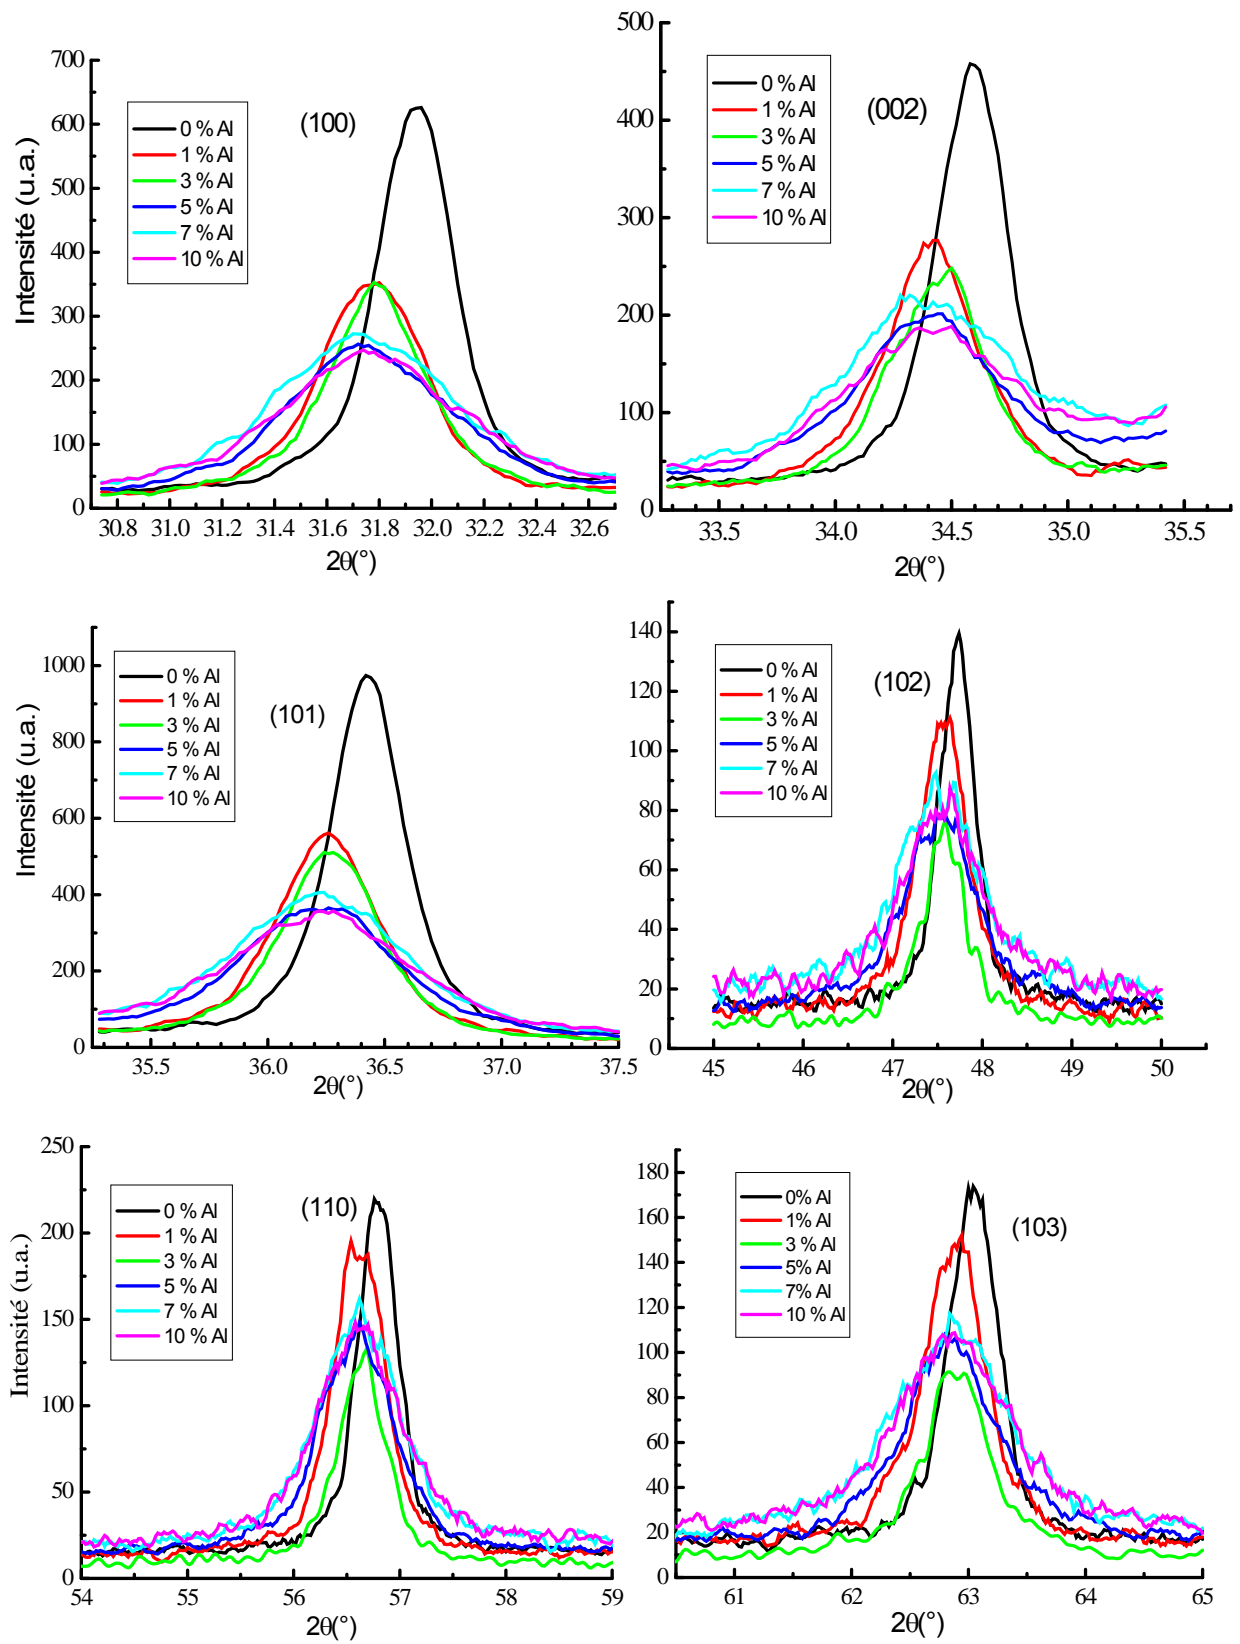 700
600
500
400
300
200
100
0
Intensité (u.a.)
0 % Al
1 % Al
3 % Al
5 % Al
7 % Al
10 % Al
(100)
30.8 31.0 31.2 31.4 31.6 31.8 32.0 32.2 32.4 32.6
2θ(°)
500
400
300
200
100
0
0 % Al
1 % Al
3 % Al
5 % Al
7 % Al
10 % Al
(002)
33.5 34.0 34.5 35.0 35.5
2θ(°)
1000
800
600
400
200
0
Intensité (u.a.)
0 % Al
1 % Al
3 % Al
5 % Al
7 % Al
10 % Al
(101)
35.5 36.0 36.5 37.0 37.5
2θ(°)
140
120
100
80
60
40
20
0
0 % Al
1 % Al
3 % Al
5 % Al
7 % Al
10 % Al
(102)
45 46 47 48 49 50
2θ(°)
250
200
150
100
50
0
Intensité (u.a.)
0 % Al
1 % Al
3 % Al
5 % Al
7 % Al
10 % Al
(110)
54 55 56 57 58 59
2θ(°)
180
160
140
120
100
80
60
40
20
0
0% Al
1% Al
3 % Al
5% Al
7% Al
10 % Al
(103)
61 62 63 64 65
2θ(°)